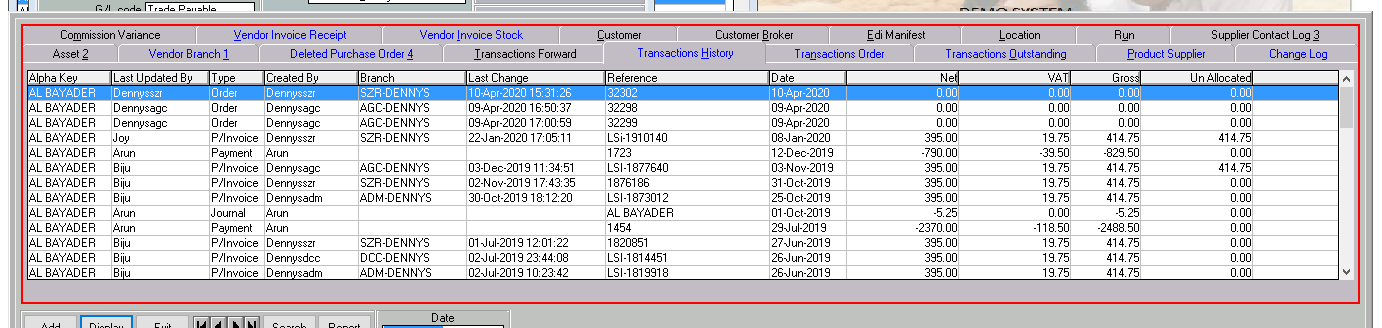 G/L code Trade Payable
DEMO SYSTEM
Commission Variance Vendor Invoice Receipt Vendor Invoice Stock Customer Customer Broker Edi Manifest Location Run Supplier Contact Log 3
Asset 2 Vendor Branch 1 Deleted Purchase Order 4 Transactions Forward Transactions History Transactions Order Transactions Outstanding Product Supplier Change Log
Alpha Key Last Updated By Type Created By Branch Last Change Reference Date Net VAT Gross Un Allocated
AL BAYADER Dennysszr Order Dennysszr SZR-DENNYS 10-Apr-2020 15:31:26 32302 10-Apr-2020 0.00 0.00 0.00 0.00
AL BAYADER Dennysagc Order Dennysagc AGC-DENNYS 09-Apr-2020 16:50:37 32298 09-Apr-2020 0.00 0.00 0.00 0.00
AL BAYADER Dennysagc Order Dennysagc AGC-DENNYS 09-Apr-2020 17:00:59 32299 09-Apr-2020 0.00 0.00 0.00 0.00
AL BAYADER Joy P/Invoice Dennysszr SZR-DENNYS 22-Jan-2020 17:05:11 LSi-1910140 08-Jan-2020 395.00 19.75 414.75 414.75
AL BAYADER Arun Payment Arun 1723 12-Dec-2019 -790.00 -39.50 -829.50 0.00
AL BAYADER Biju P/Invoice Dennysagc AGC-DENNYS 03-Dec-2019 11:34:51 LSI-1877640 03-Nov-2019 395.00 19.75 414.75 414.75
AL BAYADER Biju P/Invoice Dennysszr SZR-DENNYS 02-Nov-2019 17:43:35 1876186 31-Oct-2019 395.00 19.75 414.75 0.00
AL BAYADER Biju P/Invoice Dennysadm ADM-DENNYS 30-Oct-2019 18:12:20 LSI-1873012 25-Oct-2019 395.00 19.75 414.75 0.00
AL BAYADER Arun Journal Arun AL BAYADER 01-Oct-2019 -5.25 0.00 -5.25 0.00
AL BAYADER Arun Payment Arun 1454 29-Jul-2019 -2370.00 -118.50 -2488.50 0.00
AL BAYADER Biju P/Invoice Dennysszr SZR-DENNYS 01-Jul-2019 12:01:22 1820851 27-Jun-2019 395.00 19.75 414.75 0.00
AL BAYADER Biju P/Invoice Dennysdcc DCC-DENNYS 02-Jul-2019 23:44:08 LSI-1814451 26-Jun-2019 395.00 19.75 414.75 0.00
AL BAYADER Biju P/Invoice Dennysadm ADM-DENNYS 02-Jul-2019 10:23:42 LSI-1819918 26-Jun-2019 395.00 19.75 414.75 0.00
Date
Add Display Exit Search Report